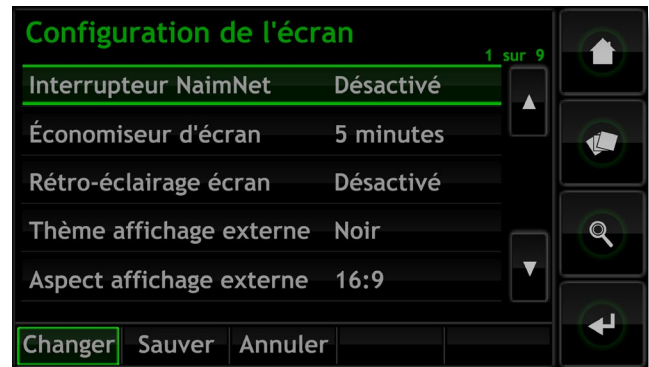 Configuration de l'écran
1 sur 9
Interrupteur NaimNet Désactivé
Économiseur d'écran 5 minutes
Rétro-éclairage écran Désactivé
Thème affichage externe Noir
Aspect affichage externe 16:9
Changer Sauver Annuler